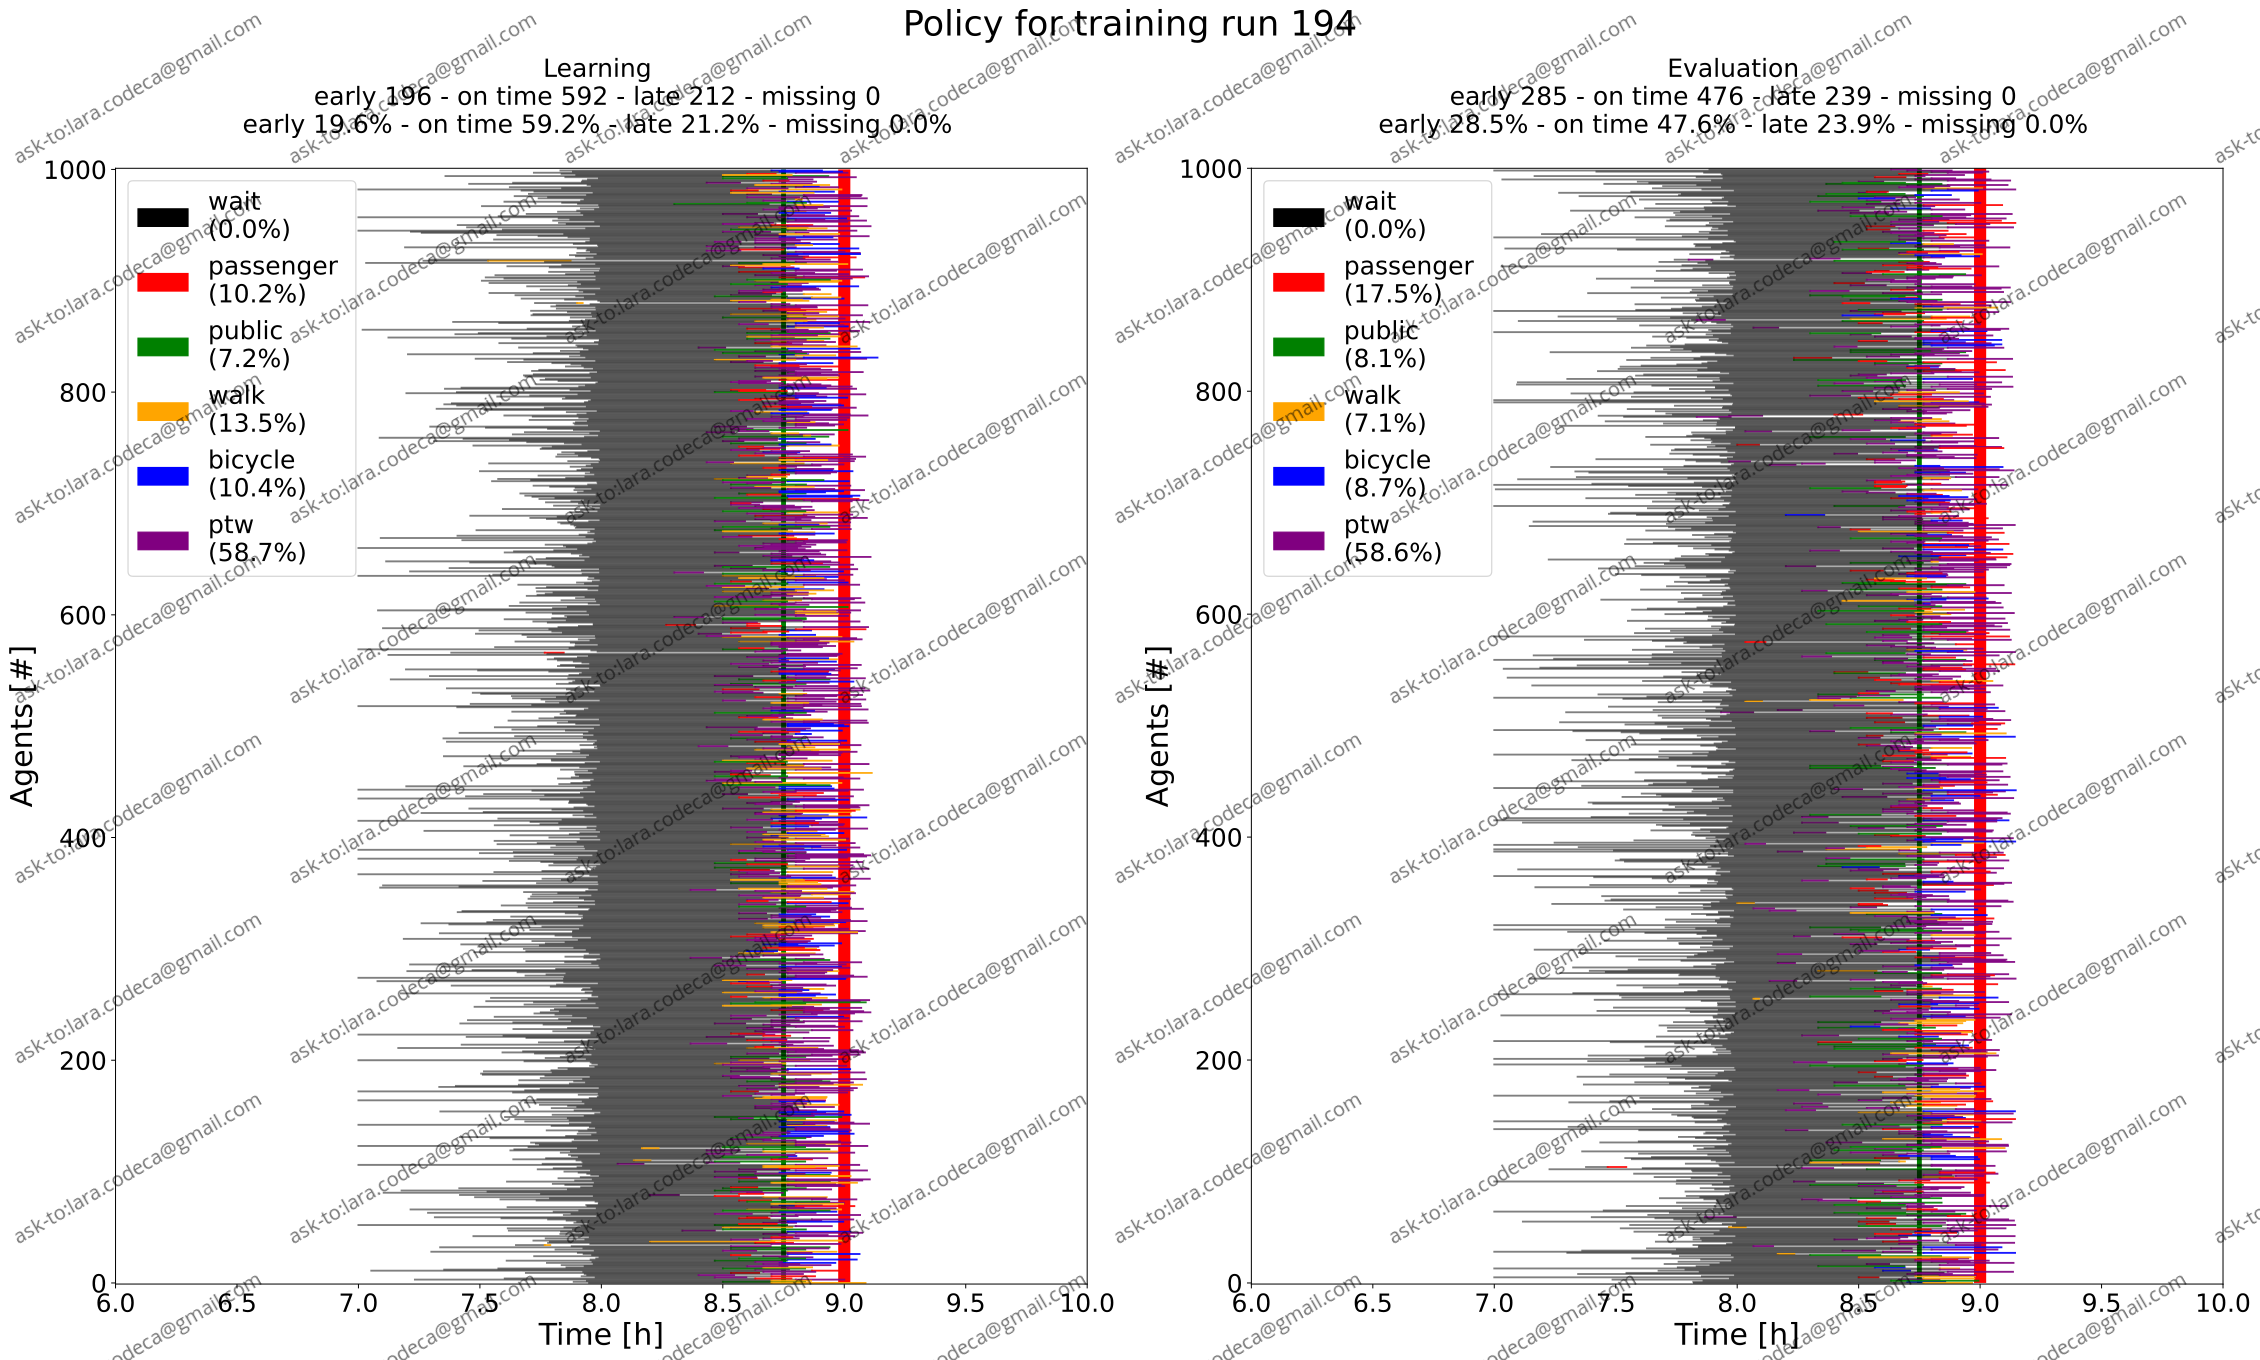 Policy for training run 194
Learning
early 196 - on time 592 - late 212 - missing 0
early 19.6% - on time 59.2% - late 21.2% - missing 0.0%
1000
800
600
400
200
0
Agents [#]
wait
(0.0%)
passenger
(10.2%)
public
(7.2%)
walk
(13.5%)
bicycle
(10.4%)
ptw
(58.7%)
6.0 6.5 7.0 7.5 8.0 8.5 9.0 9.5 10.0
Time [h]
Evaluation
early 285 - on time 476 - late 239 - missing 0
early 28.5% - on time 47.6% - late 23.9% - missing 0.0%
1000
800
600
400
200
0
Agents [#]
wait
(0.0%)
passenger
(17.5%)
public
(8.1%)
walk
(7.1%)
bicycle
(8.7%)
ptw
(58.6%)
6.0 6.5 7.0 7.5 8.0 8.5 9.0 9.5 10.0
Time [h]
ask-to:lara.codeca@gmail.com